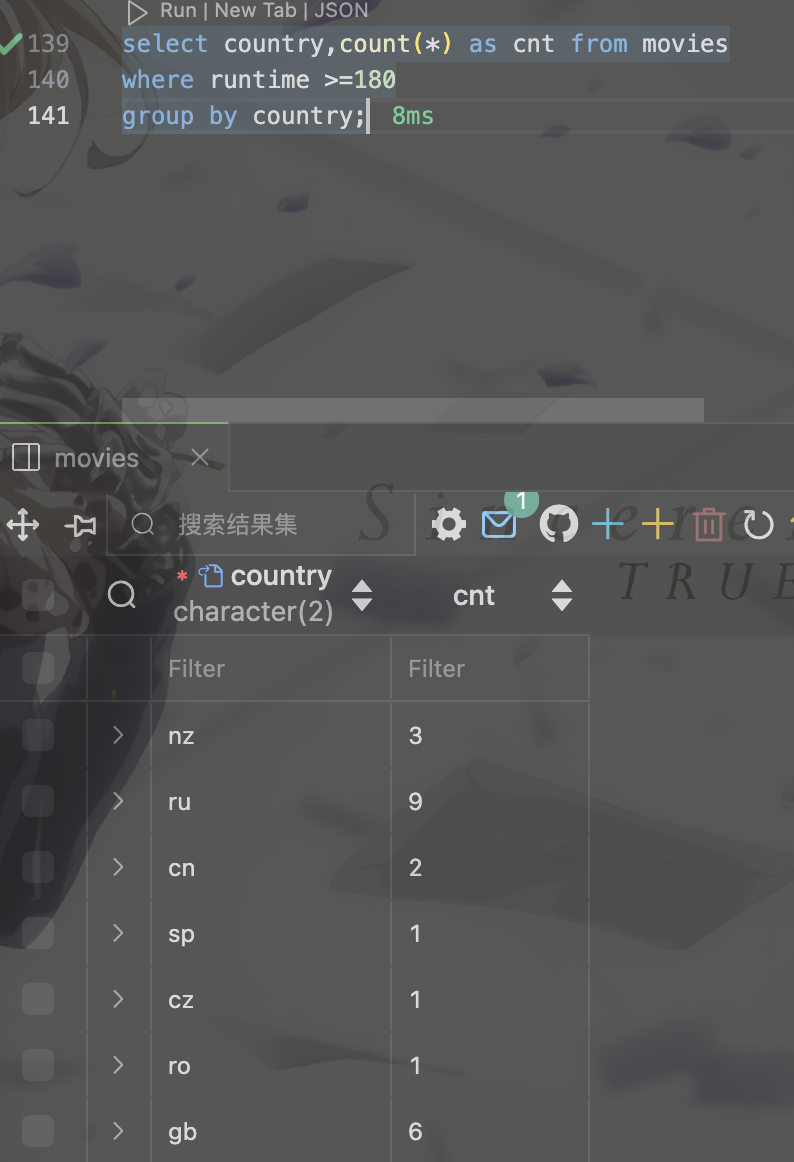 Run | New Tab | JSON
139 select country,count(*) as cnt from movies
140 where runtime >=180
141 group by country; 8ms
movies
搜索结果集
1
* country
character(2)
cnt
TRUE
Filter Filter
nz 3
ru 9
cn 2
sp 1
cz 1
ro 1
gb 6